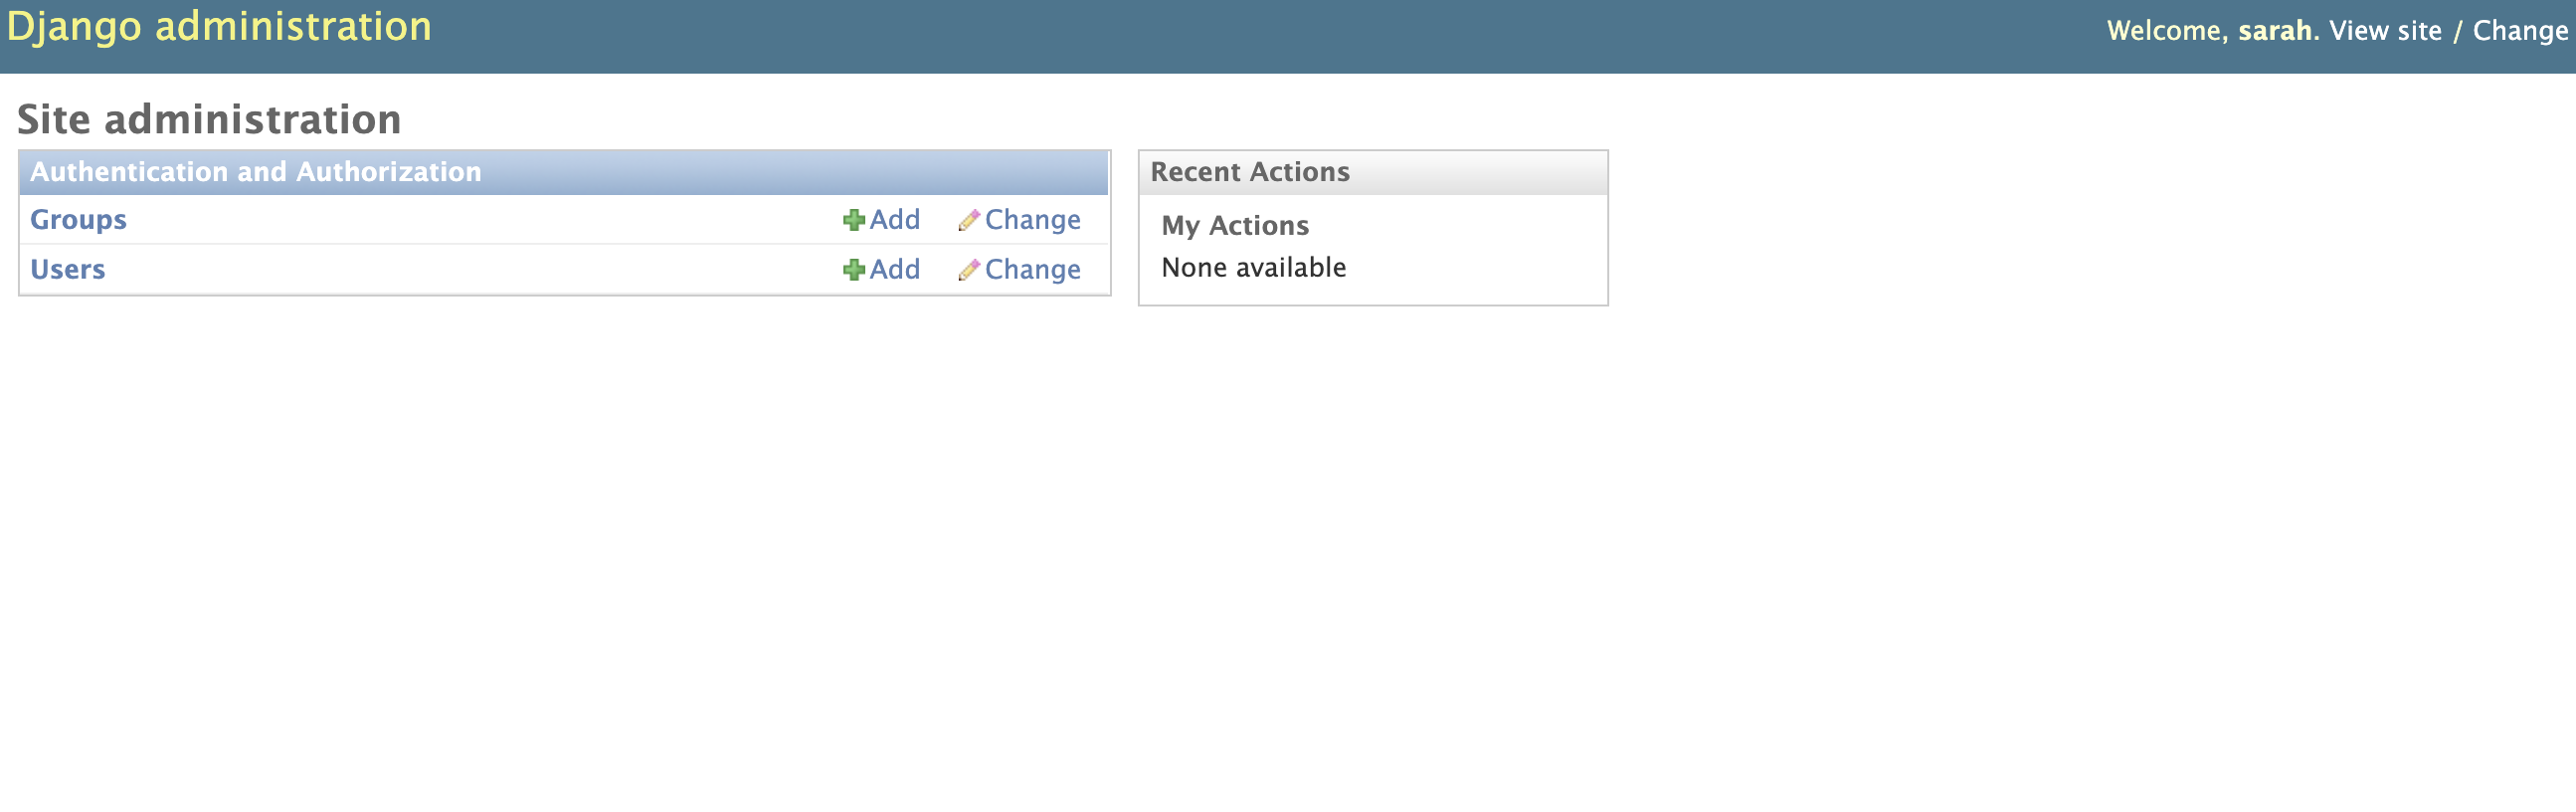 Django administration
Welcome, sarah. View site / Change
Site administration
Authentication and Authorization
Groups Add Change
Users Add Change
Recent Actions
My Actions
None available